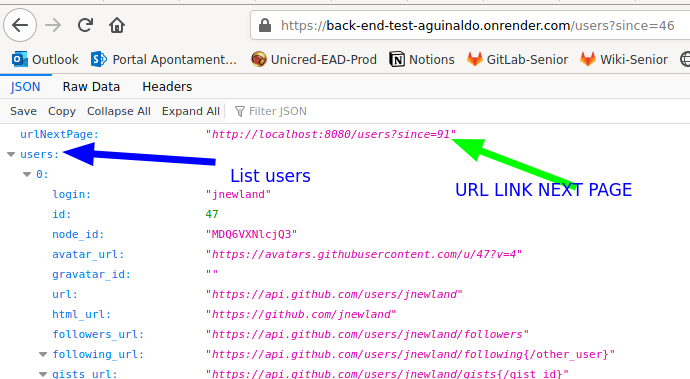 https://back-end-test-aguinaldo.onrender.com/users?since=46
Outlook Portal Apontament… Unicred-EAD-Prod Notions GitLab-Senior Wiki-Senior
JSON Raw Data Headers
Save Copy Collapse All Expand All Filter JSON
urlNextPage: "http://localhost:8080/users?since=91"
users:
List users
URL LINK NEXT PAGE
0:
login: "jnewland"
id: 47
node_id: "MDQ6VXNlcjQ3"
avatar_url: "https://avatars.githubusercontent.com/u/47?v=4"
gravatar_id: ""
url: "https://api.github.com/users/jnewland"
html_url: "https://github.com/jnewland"
followers_url: "https://api.github.com/users/jnewland/followers"
following_url: "https://api.github.com/users/jnewland/following{/other_user}"
gists_url: "https://api.github.com/users/jnewland/gists{/gist_id}"